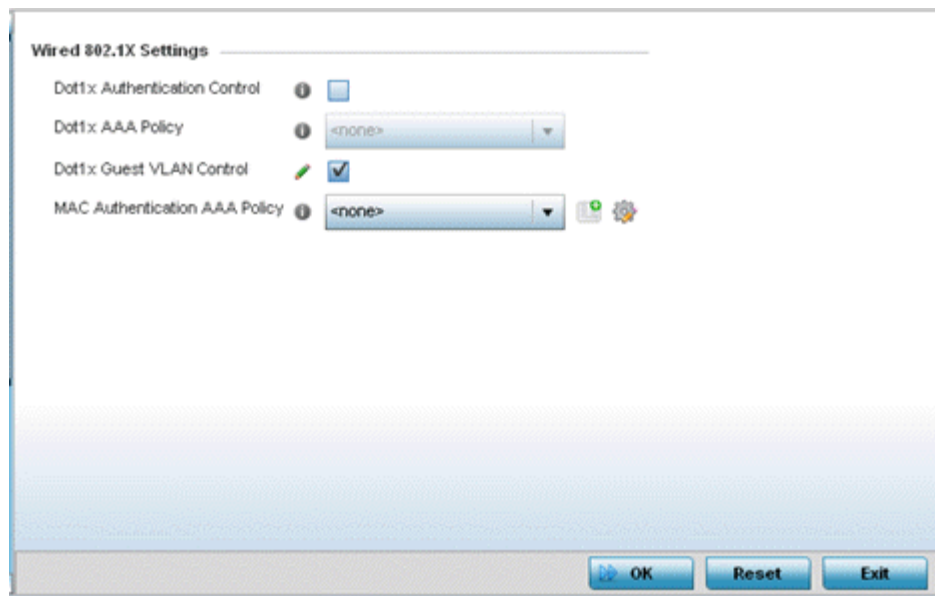 Wired 802.1X Settings
Dot1x Authentication Control
Dot1x AAA Policy <none>
Dot1x Guest VLAN Control
MAC Authentication AAA Policy <none>
OK Reset Exit